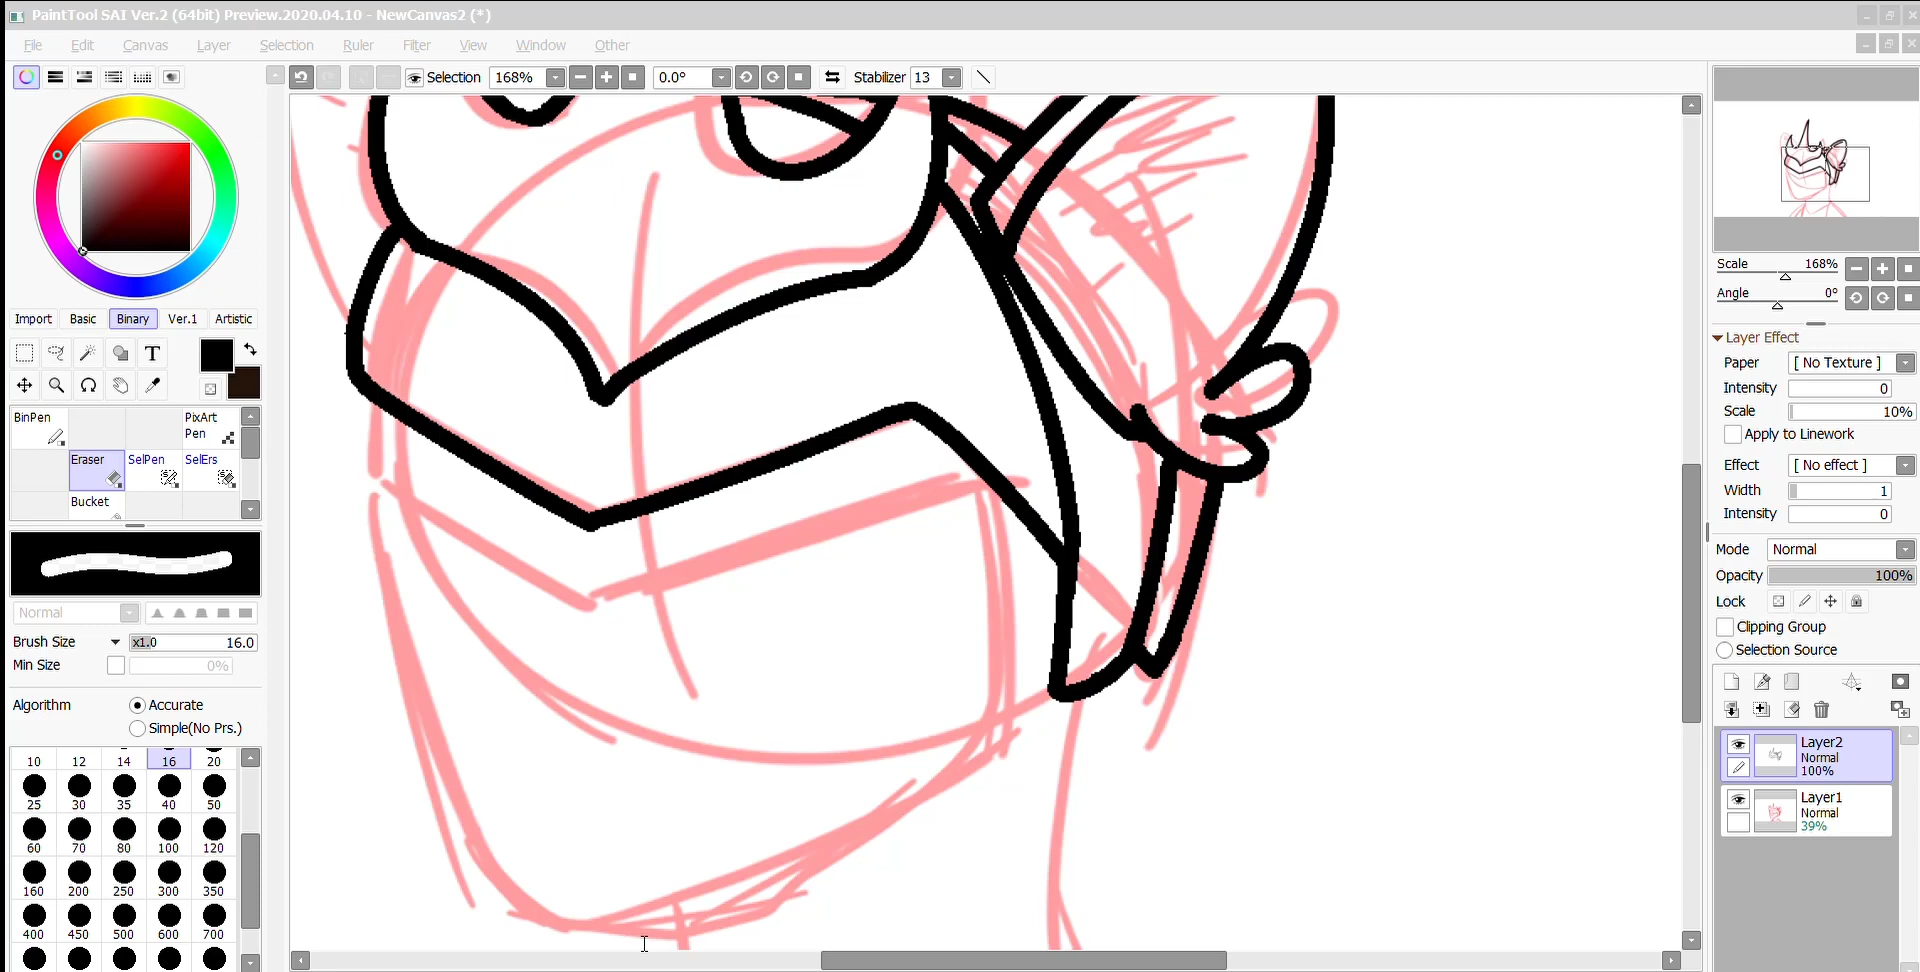 PaintTool SAI Ver.2 (64bit) Preview.2020.04.10 - NewCanvas2 (*)
File Edit Canvas Layer Selection Ruler Filter View Window Other
Selection 168% 0.0° Stabilizer 13
Import Basic Binary Ver.1 Artistic
T
BinPen PixArt Pen
Eraser SelPen SelErs
Bucket
Normal
Brush Size x1.0 16.0
Min Size 0%
Algorithm Accurate
Simple(No Prs.)
10 12 14 16 20
25 30 35 40 50
60 70 80 100 120
160 200 250 300 350
400 450 500 600 700
Scale 168%
Angle 0°
Layer Effect
Paper [ No Texture ]
Intensity 0
Scale 10%
Apply to Linework
Effect [ No effect ]
Width 1
Intensity 0
Mode Normal
Opacity 100%
Lock
Clipping Group
Selection Source
Layer2
Normal
100%
Layer1
Normal
39%